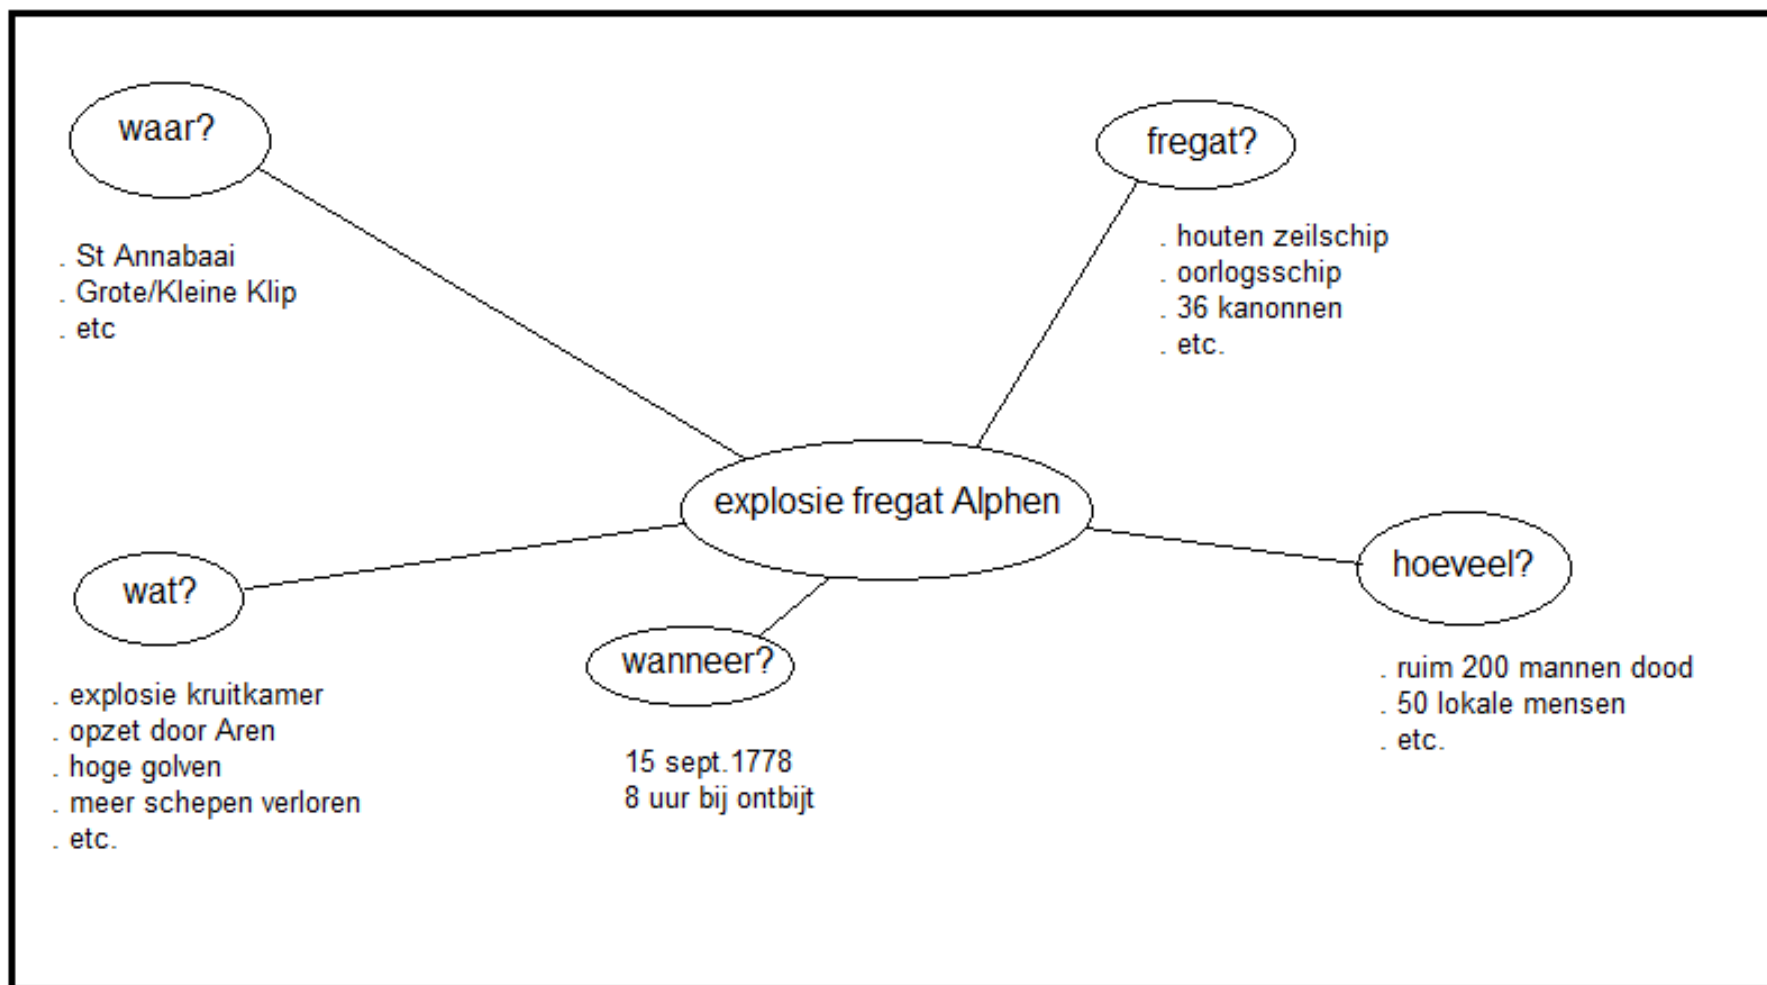 waar?
. St Annabaai
. Grote/Kleine Klip
. etc
fregat?
. houten zeilschip
. oorlogsschip
. 36 kanonnen
. etc.
explosie fregat Alphen
wat?
. explosie kruitkamer
. opzet door Aren
. hoge golven
. meer schepen verloren
. etc.
wanneer?
15 sept.1778
8 uur bij ontbijt
hoeveel?
. ruim 200 mannen dood
. 50 lokale mensen
. etc.